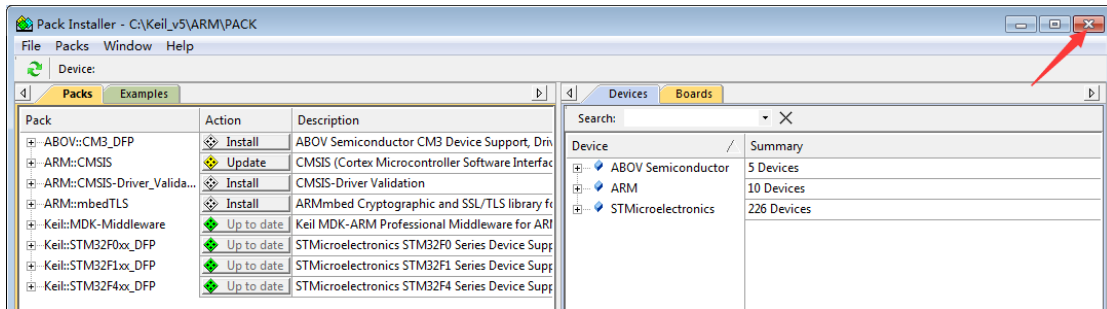 Pack Installer - C:\Keil_v5\ARM\PACK
File Packs Window Help
Device:
Packs Examples
Devices Boards
Search:
Pack Action Description
Device Summary
ABOV::CM3_DFP Install ABOV Semiconductor CM3 Device Support, Driv
ARM::CMSIS Update CMSIS (Cortex Microcontroller Software Interfac
ARM::CMSIS-Driver_Valida... Install CMSIS-Driver Validation
ARM::mbedTLS Install ARMmbed Cryptographic and SSL/TLS library fo
Keil::MDK-Middleware Up to date Keil MDK-ARM Professional Middleware for ARM
Keil::STM32F0xx_DFP Up to date STMicroelectronics STM32F0 Series Device Supp
Keil::STM32F1xx_DFP Up to date STMicroelectronics STM32F1 Series Device Supp
Keil::STM32F4xx_DFP Up to date STMicroelectronics STM32F4 Series Device Supp
ABOV Semiconductor 5 Devices
ARM 10 Devices
STMicroelectronics 226 Devices